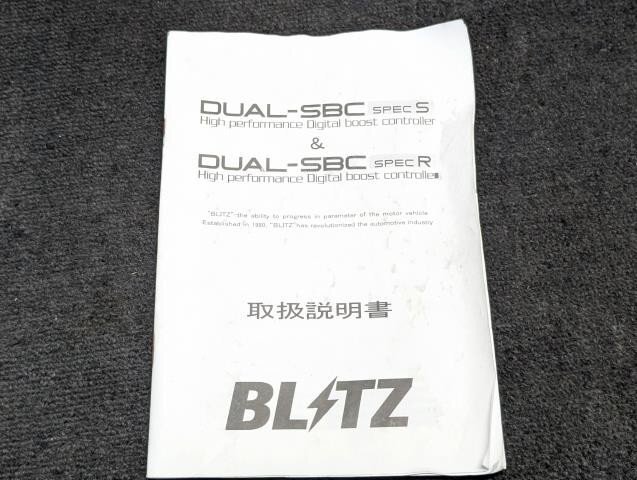 DUAL-SBC SPEC S
High performance Digital boost controller
&
DUAL-SBC SPEC R
High performance Digital boost controller
"BLITZ"-the ability to progress in paramater of the motor vehicle
Established in 1980, "BLITZ"has revolutionized the automotive industry
取扱説明書
BLITZ